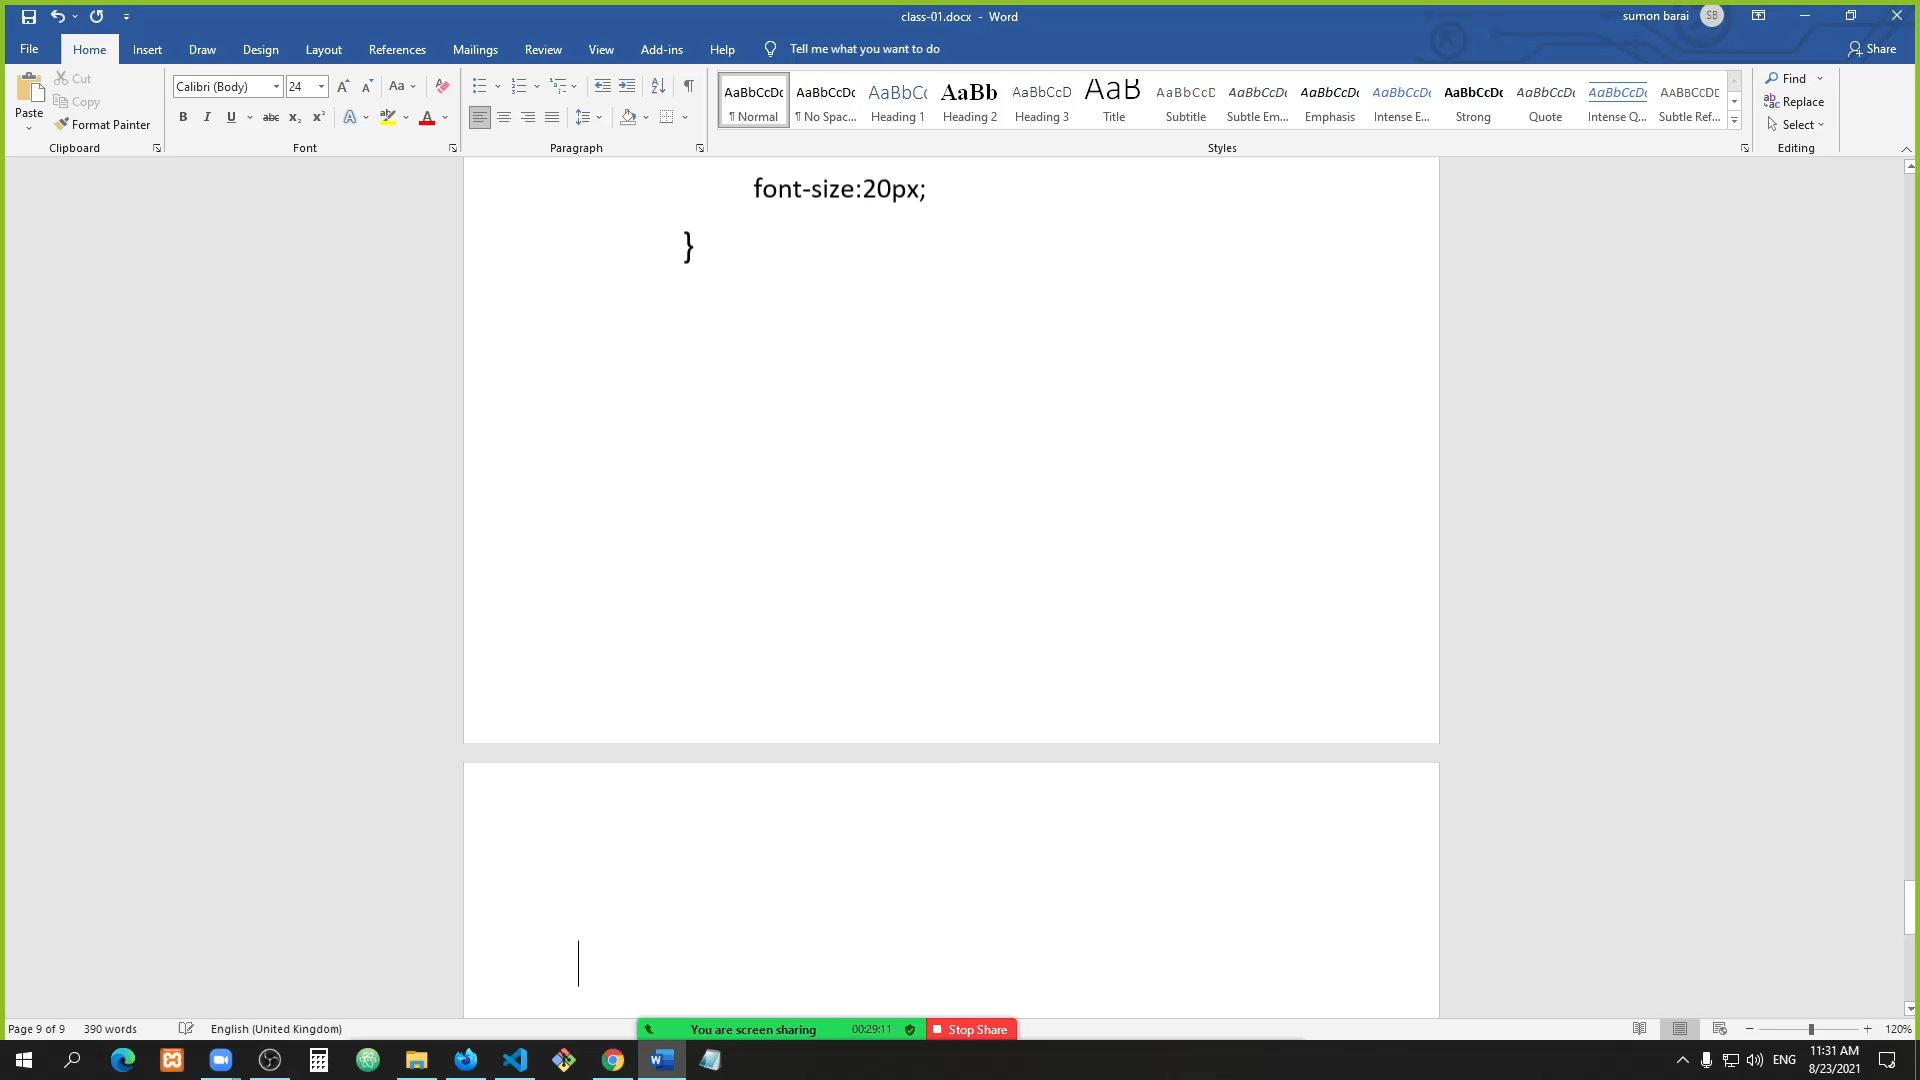 class-01.docx - Word
sumon barai
SB
File
Home
Insert
Draw
Design
Layout
References
Mailings
Review
View
Add-ins
Help
Tell me what you want to do
Share
Paste
Cut
Copy
Format Painter
Clipboard
Calibri (Body)
24
Font
Paragraph
AaBbCcDc
¶ Normal
AaBbCcDc
¶ No Spac...
AaBbCc
Heading 1
AaBb
Heading 2
AaBbCcD
Heading 3
AaB
Title
AaBbCcD
Subtitle
AaBbCcDc
Subtle Em...
AaBbCcDc
Emphasis
AaBbCcDc
Intense E...
AaBbCcDc
Strong
AaBbCcDc
Quote
AaBbCcDc
Intense Q...
AaBbCcDc
Subtle Ref...
Styles
Find
Replace
Select
Editing
font-size:20px;
}
Page 9 of 9
390 words
English (United Kingdom)
You are screen sharing
00:29:11
Stop Share
120%
ENG
11:31 AM
8/23/2021